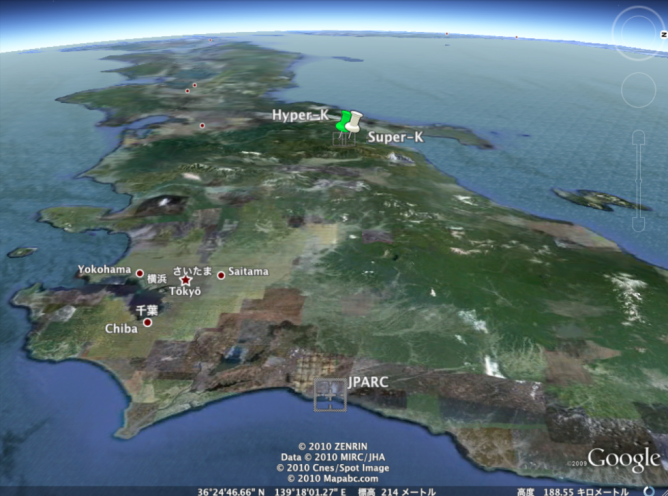 Z
Hyper-K
Super-K
Yokohama
横浜
さいたま
Saitama
Tōkyō
千葉
Chiba
JPARC
© 2010 ZENRIN
Data © 2010 MIRC/JHA
© 2010 Cnes/Spot Image
© 2010 Mapabc.com
©2009 Google
36°24'46.66" N 139°18'01.27" E 標高 214 メートル 高度 188.55 キロメートル